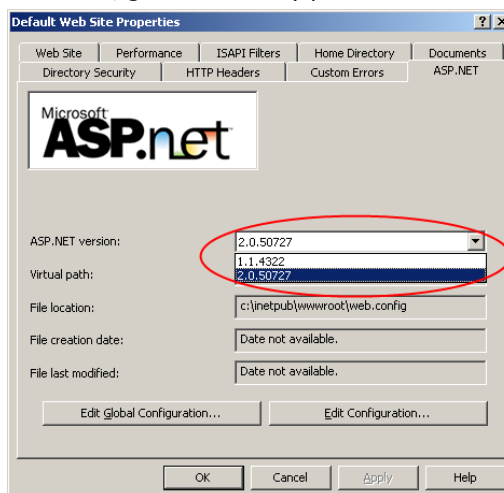 Default Web Site Properties
Web Site Performance ISAPI Filters Home Directory Documents
Directory Security HTTP Headers Custom Errors ASP.NET
Microsoft
ASP.net
ASP.NET version: 2.0.50727
1.1.4322
2.0.50727
Virtual path:
File location: c:\inetpub\wwwroot\web.config
File creation date: Date not available.
File last modified: Date not available.
Edit Global Configuration... Edit Configuration...
OK Cancel Apply Help